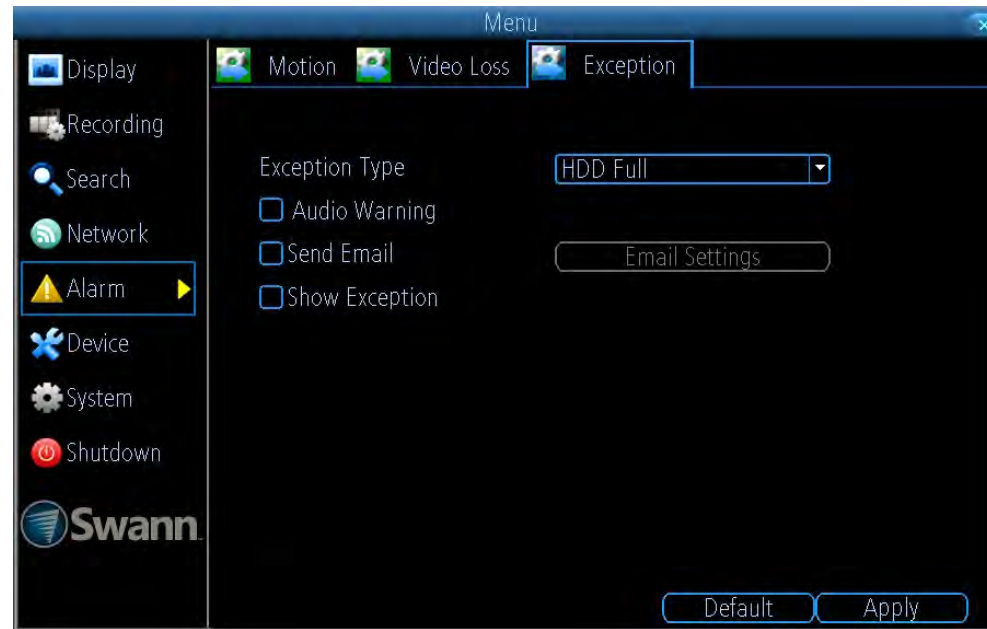 Menu
Display
Recording
Search
Network
Alarm
Device
System
Shutdown
Swann
Motion
Video Loss
Exception
Exception Type
HDD Full
Audio Warning
Send Email
Email Settings
Show Exception
Default
Apply